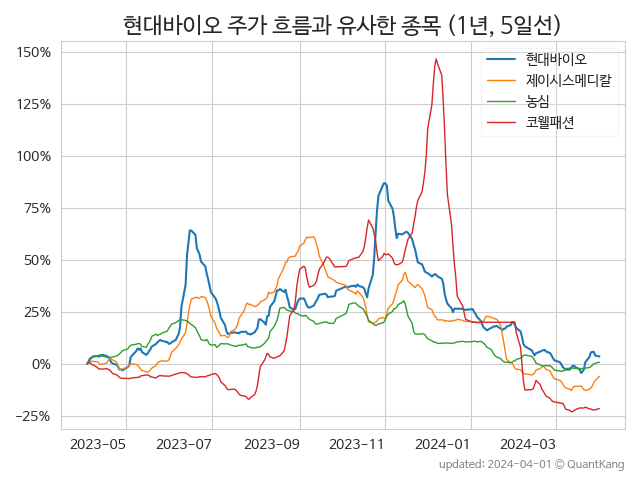 현대바이오 주가 흐름과 유사한 종목 (1년, 5일선)
150%
125%
100%
75%
50%
25%
0%
−25%
현대바이오
제이시스메디칼
농심
코웰패션
2023-05 2023-07 2023-09 2023-11 2024-01 2024-03
updated: 2024-04-01 © QuantKang